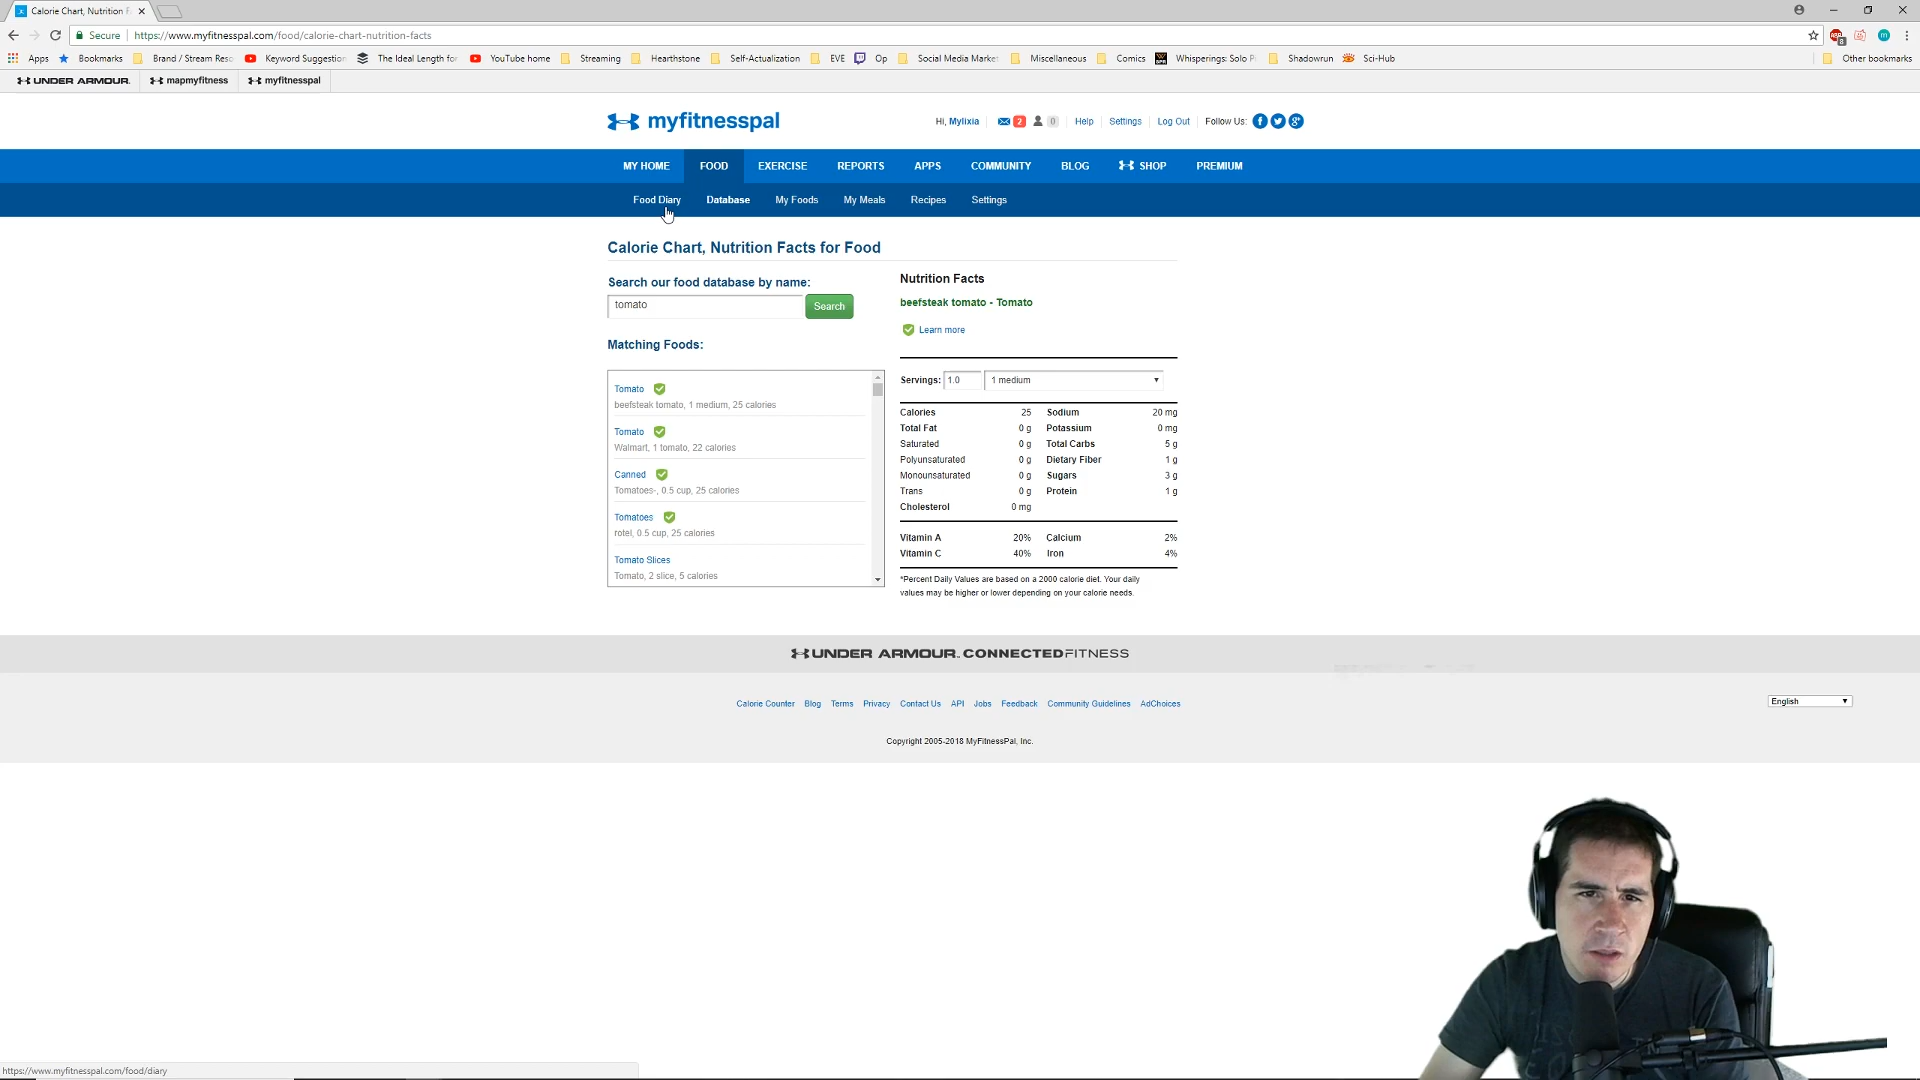 Calorie Chart, Nutrition F
Secure https://www.myfitnesspal.com/food/calorie-chart-nutrition-facts
Apps Bookmarks Brand / Stream Reso Keyword Suggestion The Ideal Length for YouTube home Streaming Hearthstone Self-Actualization EVE Op Social Media Market Miscellaneous Comics Whisperings: Solo Pi Shadowrun Sci-Hub Other bookmarks
UNDER ARMOUR. mapmyfitness myfitnesspal
myfitnesspal Hi, Mylixia 2 0 Help Settings Log Out Follow Us:
MY HOME FOOD EXERCISE REPORTS APPS COMMUNITY BLOG SHOP PREMIUM
Food Diary Database My Foods My Meals Recipes Settings
Calorie Chart, Nutrition Facts for Food
Search our food database by name:
tomato Search
Matching Foods:
Tomato
beefsteak tomato, 1 medium, 25 calories
Tomato
Walmart, 1 tomato, 22 calories
Canned
Tomatoes-, 0.5 cup, 25 calories
Tomatoes
rotel, 0.5 cup, 25 calories
Tomato Slices
Tomato, 2 slice, 5 calories
Nutrition Facts
beefsteak tomato - Tomato
Learn more
Servings: 1.0 1 medium
Calories 25 Sodium 20 mg
Total Fat 0 g Potassium 0 mg
Saturated 0 g Total Carbs 5 g
Polyunsaturated 0 g Dietary Fiber 1 g
Monounsaturated 0 g Sugars 3 g
Trans 0 g Protein 1 g
Cholesterol 0 mg
Vitamin A 20% Calcium 2%
Vitamin C 40% Iron 4%
*Percent Daily Values are based on a 2000 calorie diet. Your daily
values may be higher or lower depending on your calorie needs.
UNDER ARMOUR. CONNECTEDFITNESS
Calorie Counter Blog Terms Privacy Contact Us API Jobs Feedback Community Guidelines AdChoices
English
Copyright 2005-2018 MyFitnessPal, Inc.
https://www.myfitnesspal.com/food/diary